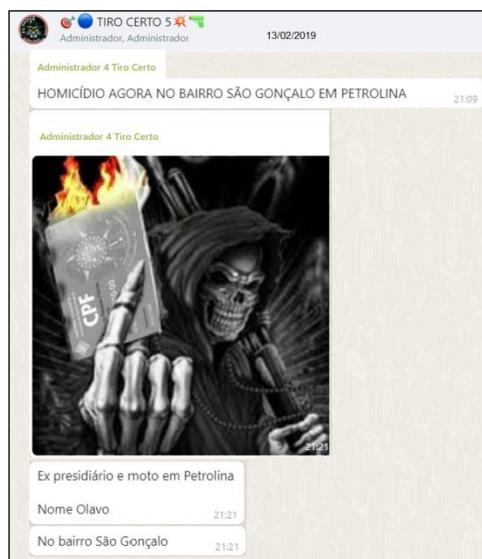 TIRO CERTO 5
Administrador, Administrador
13/02/2019
Administrador 4 Tiro Certo
HOMICÍDIO AGORA NO BAIRRO SÃO GONÇALO EM PETROLINA
21:09
Administrador 4 Tiro Certo
CPF
21:21
Ex presidiário e moto em Petrolina
Nome Olavo
21:21
No bairro São Gonçalo
21:21